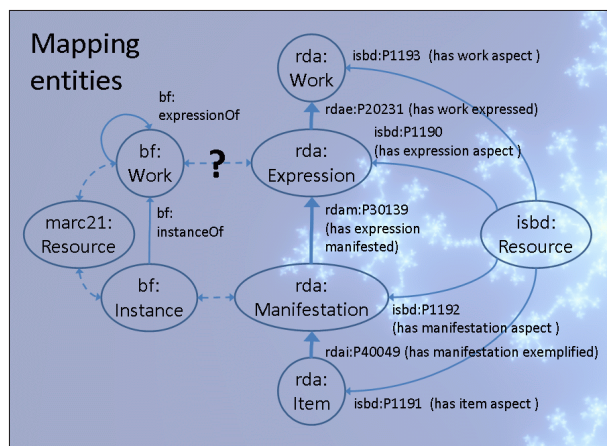 Mapping
entities
rda:
Work
isbd:P1193 (has work aspect )
bf:
expressionOf
rdae:P20231 (has work expressed)
isbd:P1190
(has expression aspect )
bf:
Work
?
rda:
Expression
marc21:
Resource
bf:
instanceOf
rdam:P30139
(has expression
manifested)
isbd:
Resource
bf:
Instance
rda:
Manifestation
isbd:P1192
(has manifestation aspect )
rdai:P40049 (has manifestation exemplified)
rda:
Item
isbd:P1191 (has item aspect )